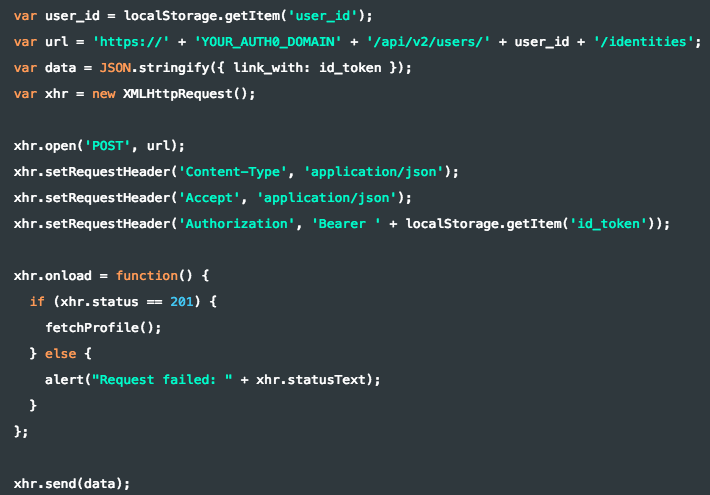 var user_id = localStorage.getItem('user_id');
var url = 'https://' + 'YOUR_AUTH0_DOMAIN' + '/api/v2/users/' + user_id + '/identities';
var data = JSON.stringify({ link_with: id_token });
var xhr = new XMLHttpRequest();

xhr.open('POST', url);
xhr.setRequestHeader('Content-Type', 'application/json');
xhr.setRequestHeader('Accept', 'application/json');
xhr.setRequestHeader('Authorization', 'Bearer ' + localStorage.getItem('id_token'));

xhr.onload = function() {
  if (xhr.status == 201) {
    fetchProfile();
  } else {
    alert("Request failed: " + xhr.statusText);
  }
};

xhr.send(data);